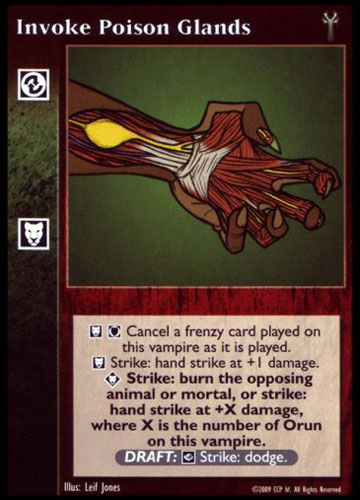 Invoke Poison Glands
Cancel a frenzy card played on
this vampire as it is played.
Strike: hand strike at +1 damage.
Strike: burn the opposing
animal or mortal, or strike:
hand strike at +X damage,
where X is the number of Orun
on this vampire.
DRAFT: Strike: dodge.
Illus: Leif Jones
©2009 CCP hf. All Rights Reserved